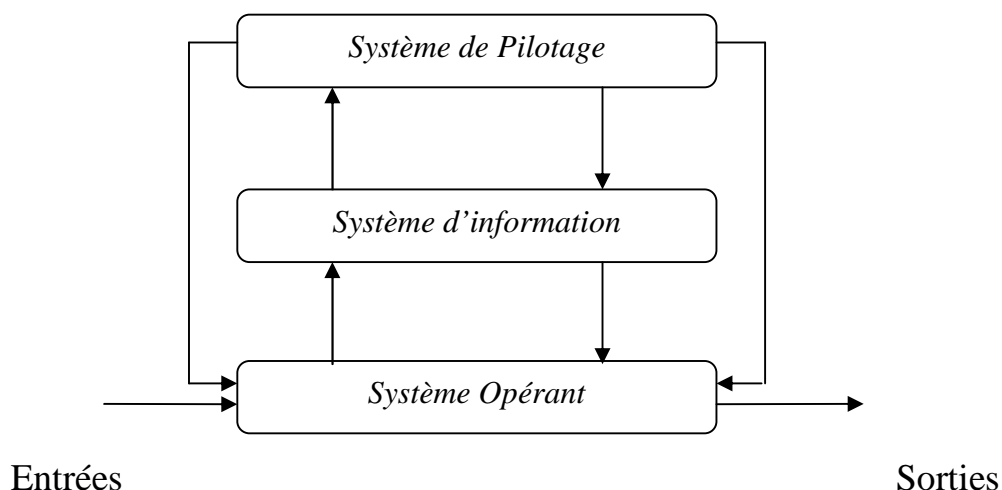 Système de Pilotage
Système d’information
Système Opérant
Entrées
Sorties